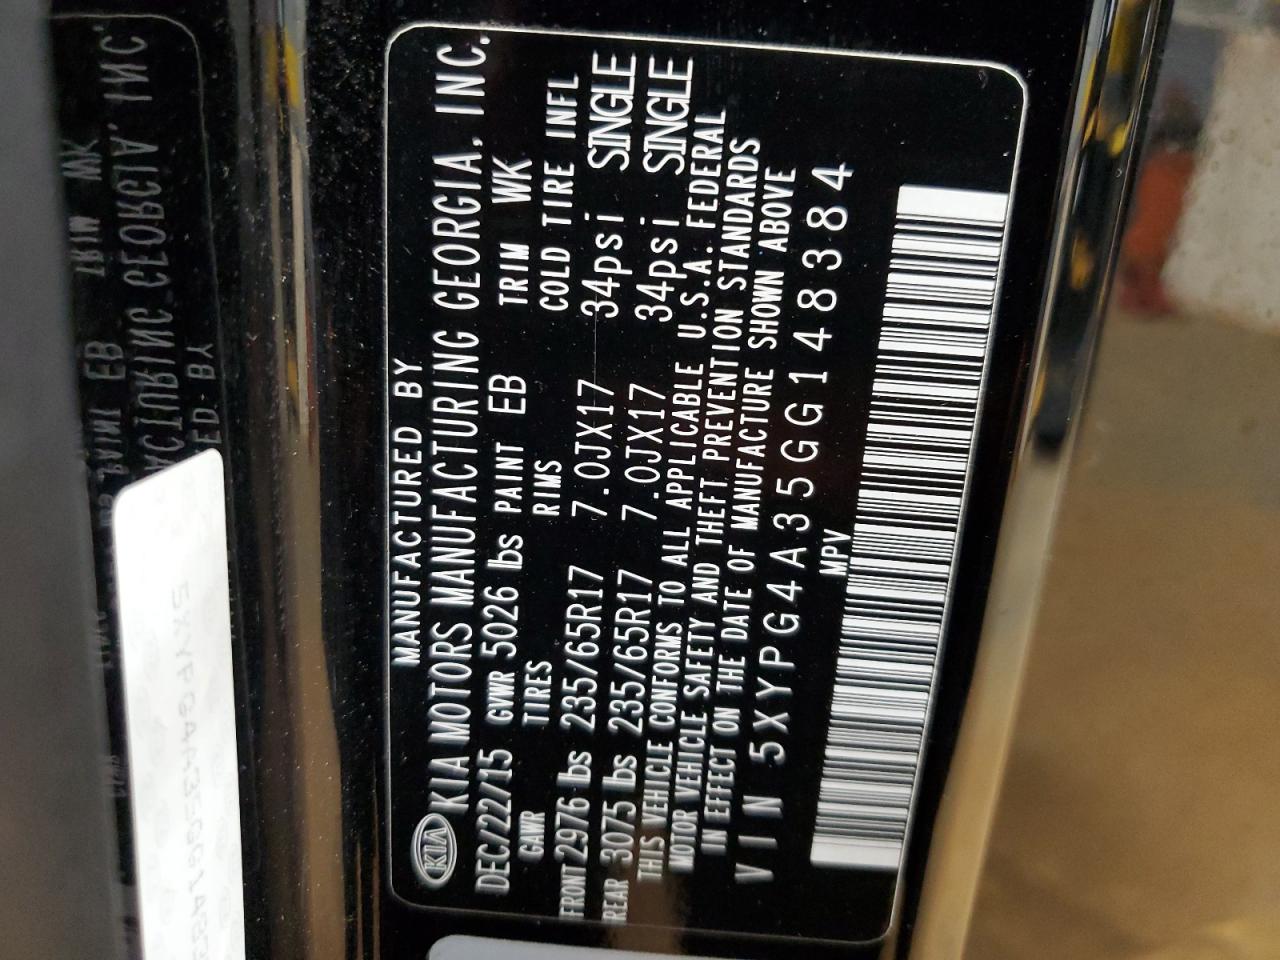 MANUFACTURED BY
KIA KIA MOTORS MANUFACTURING GEORGIA, INC.
DEC/22/15 GVWR 5026 lbs PAINT EB TRIM WK
GAWR TIRES RIMS COLD TIRE INFL
FRONT 2976 lbs 235/65R17 7.0JX17 34psi SINGLE
REAR 3075 lbs 235/65R17 7.0JX17 34psi SINGLE
THIS VEHICLE CONFORMS TO ALL APPLICABLE U.S.A. FEDERAL
MOTOR VEHICLE SAFETY AND THEFT PREVENTION STANDARDS
IN EFFECT ON THE DATE OF MANUFACTURE SHOWN ABOVE
VIN 5XYPG4A35GG148384
MPV